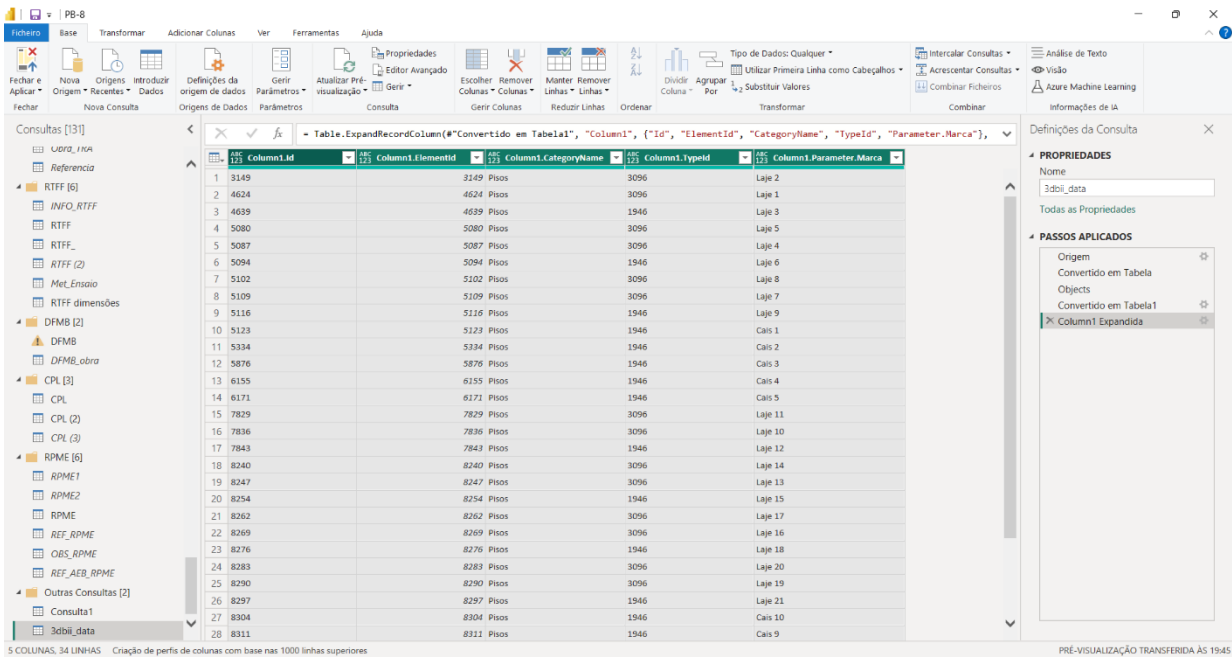 PB-8
Ficheiro Base Transformar Adicionar Colunas Ver Ferramentas Ajuda
Fechar e Aplicar
Nova Origem
Origens Recentes
Introduzir Dados
Definições da origem de dados
Gerir Parâmetros
Atualizar Pré-visualização
Propriedades
Editor Avançado
Gerir
Escolher Colunas
Remover Colunas
Manter Linhas
Remover Linhas
Dividir Coluna
Agrupar Por
Tipo de Dados: Qualquer
Utilizar Primeira Linha como Cabeçalhos
Substituir Valores
Intercalar Consultas
Acrescentar Consultas
Combinar Ficheiros
Análise de Texto
Visão
Azure Machine Learning
Fechar Nova Consulta Origens de Dados Parâmetros Consulta Gerir Colunas Reduzir Linhas Ordenar Transformar Combinar Informações de IA
Consultas [131]
Obra_TRA
Referencia
RTFF [6]
INFO_RTFF
RTFF
RTFF_
RTFF (2)
Met_Ensaio
RTFF dimensões
DFMB [2]
DFMB
DFMB_obra
CPL [3]
CPL
CPL (2)
CPL (3)
RPME [6]
RPME1
RPME2
RPME
REF_RPME
OBS_RPME
REF_AEB_RPME
Outras Consultas [2]
Consulta1
3dbii_data
fx = Table.ExpandRecordColumn(#"Convertido em Tabela1", "Column1", {"Id", "ElementId", "CategoryName", "TypeId", "Parameter.Marca"},
ABC 123 Column1.Id ABC 123 Column1.ElementId ABC 123 Column1.CategoryName ABC 123 Column1.TypeId ABC 123 Column1.Parameter.Marca
1 3149 3149 Pisos 3096 Laje 2
2 4624 4624 Pisos 3096 Laje 1
3 4639 4639 Pisos 1946 Laje 3
4 5080 5080 Pisos 3096 Laje 5
5 5087 5087 Pisos 3096 Laje 4
6 5094 5094 Pisos 1946 Laje 6
7 5102 5102 Pisos 3096 Laje 8
8 5109 5109 Pisos 3096 Laje 7
9 5116 5116 Pisos 1946 Laje 9
10 5123 5123 Pisos 1946 Cais 1
11 5334 5334 Pisos 1946 Cais 2
12 5876 5876 Pisos 1946 Cais 3
13 6155 6155 Pisos 1946 Cais 4
14 6171 6171 Pisos 1946 Cais 5
15 7829 7829 Pisos 3096 Laje 11
16 7836 7836 Pisos 3096 Laje 10
17 7843 7843 Pisos 1946 Laje 12
18 8240 8240 Pisos 3096 Laje 14
19 8247 8247 Pisos 3096 Laje 13
20 8254 8254 Pisos 1946 Laje 15
21 8262 8262 Pisos 3096 Laje 17
22 8269 8269 Pisos 3096 Laje 16
23 8276 8276 Pisos 1946 Laje 18
24 8283 8283 Pisos 3096 Laje 20
25 8290 8290 Pisos 3096 Laje 19
26 8297 8297 Pisos 1946 Laje 21
27 8304 8304 Pisos 1946 Cais 10
28 8311 8311 Pisos 1946 Cais 9
Definições da Consulta
PROPRIEDADES
Nome
3dbii_data
Todas as Propriedades
PASSOS APLICADOS
Origem
Convertido em Tabela
Objects
Convertido em Tabela1
Column1 Expandida
5 COLUNAS, 34 LINHAS Criação de perfis de colunas com base nas 1000 linhas superiores
PRÉ-VISUALIZAÇÃO TRANSFERIDA ÀS 19:43